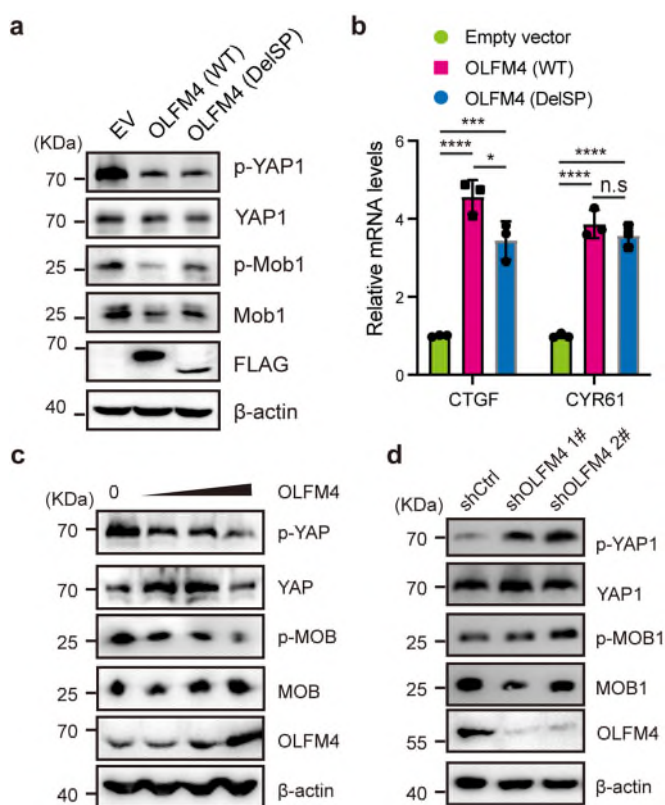 a
(KDa)
EV
OLFM4 (WT)
OLFM4 (DelSP)
70
p-YAP1
70
YAP1
25
p-Mob1
25
Mob1
70
FLAG
40
β-actin
b
Empty vector
OLFM4 (WT)
OLFM4 (DelSP)
Relative mRNA levels
6
4
2
0
***
****
*
****
****
n.s
CTGF
CYR61
c
(KDa)
0
OLFM4
70
p-YAP
70
YAP
25
p-MOB
25
MOB
70
OLFM4
40
β-actin
d
(KDa)
shCtrl
shOLFM4 1#
shOLFM4 2#
70
p-YAP1
70
YAP1
25
p-MOB1
25
MOB1
55
OLFM4
40
β-actin